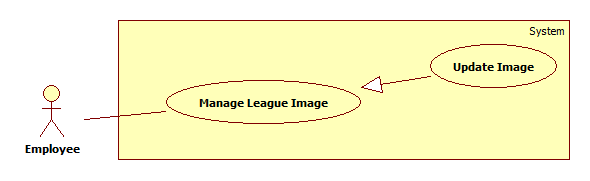 System
Update Image
Manage League Image
Employee